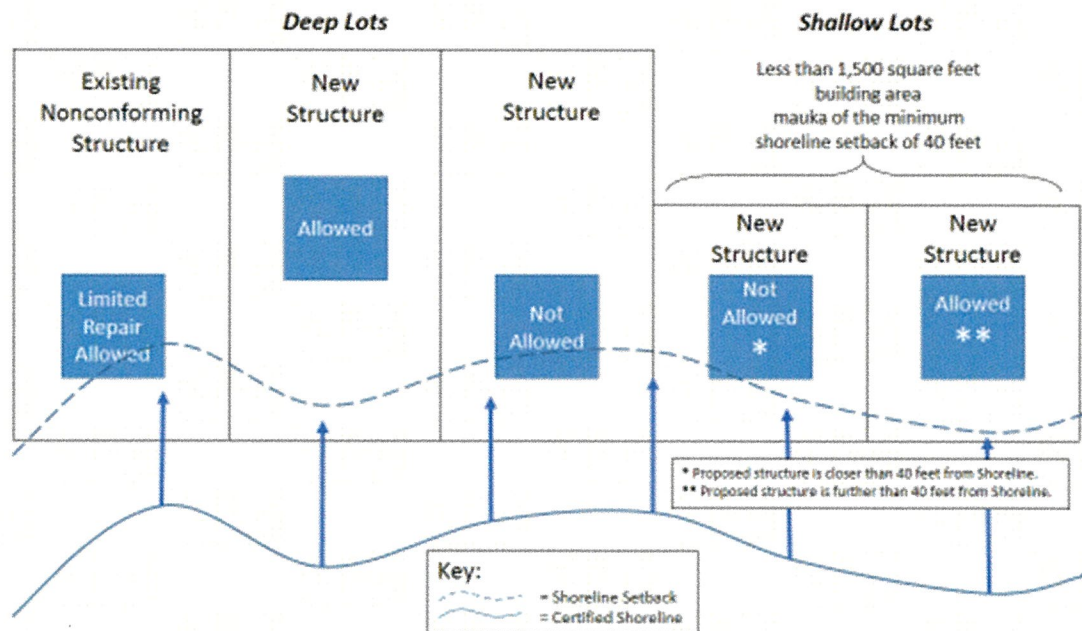 Deep Lots
Shallow Lots
Existing
Nonconforming
Structure
New
Structure
New
Structure
Less than 1,500 square feet
building area
mauka of the minimum
shoreline setback of 40 feet
Allowed
New
Structure
New
Structure
Limited
Repair
Allowed
Not
Allowed
Not
Allowed
*
Allowed
**
* Proposed structure is closer than 40 feet from Shoreline.
** Proposed structure is further than 40 feet from Shoreline.
Key:
= Shoreline Setback
= Certified Shoreline